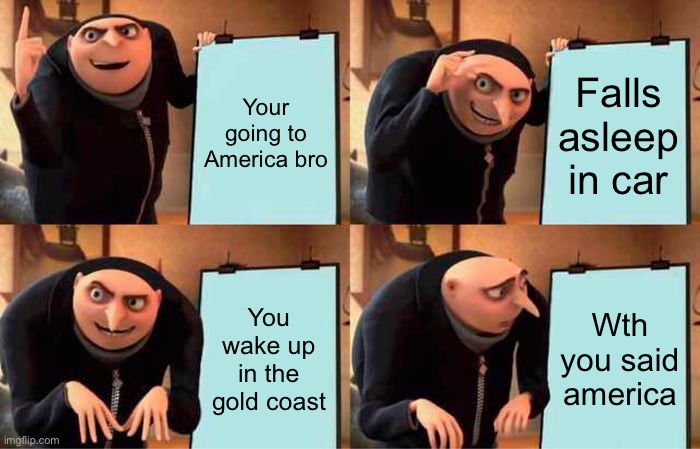 Your
going to
America bro
Falls
asleep
in car
You
wake up
in the
gold coast
Wth
you said
america
imgflip.com